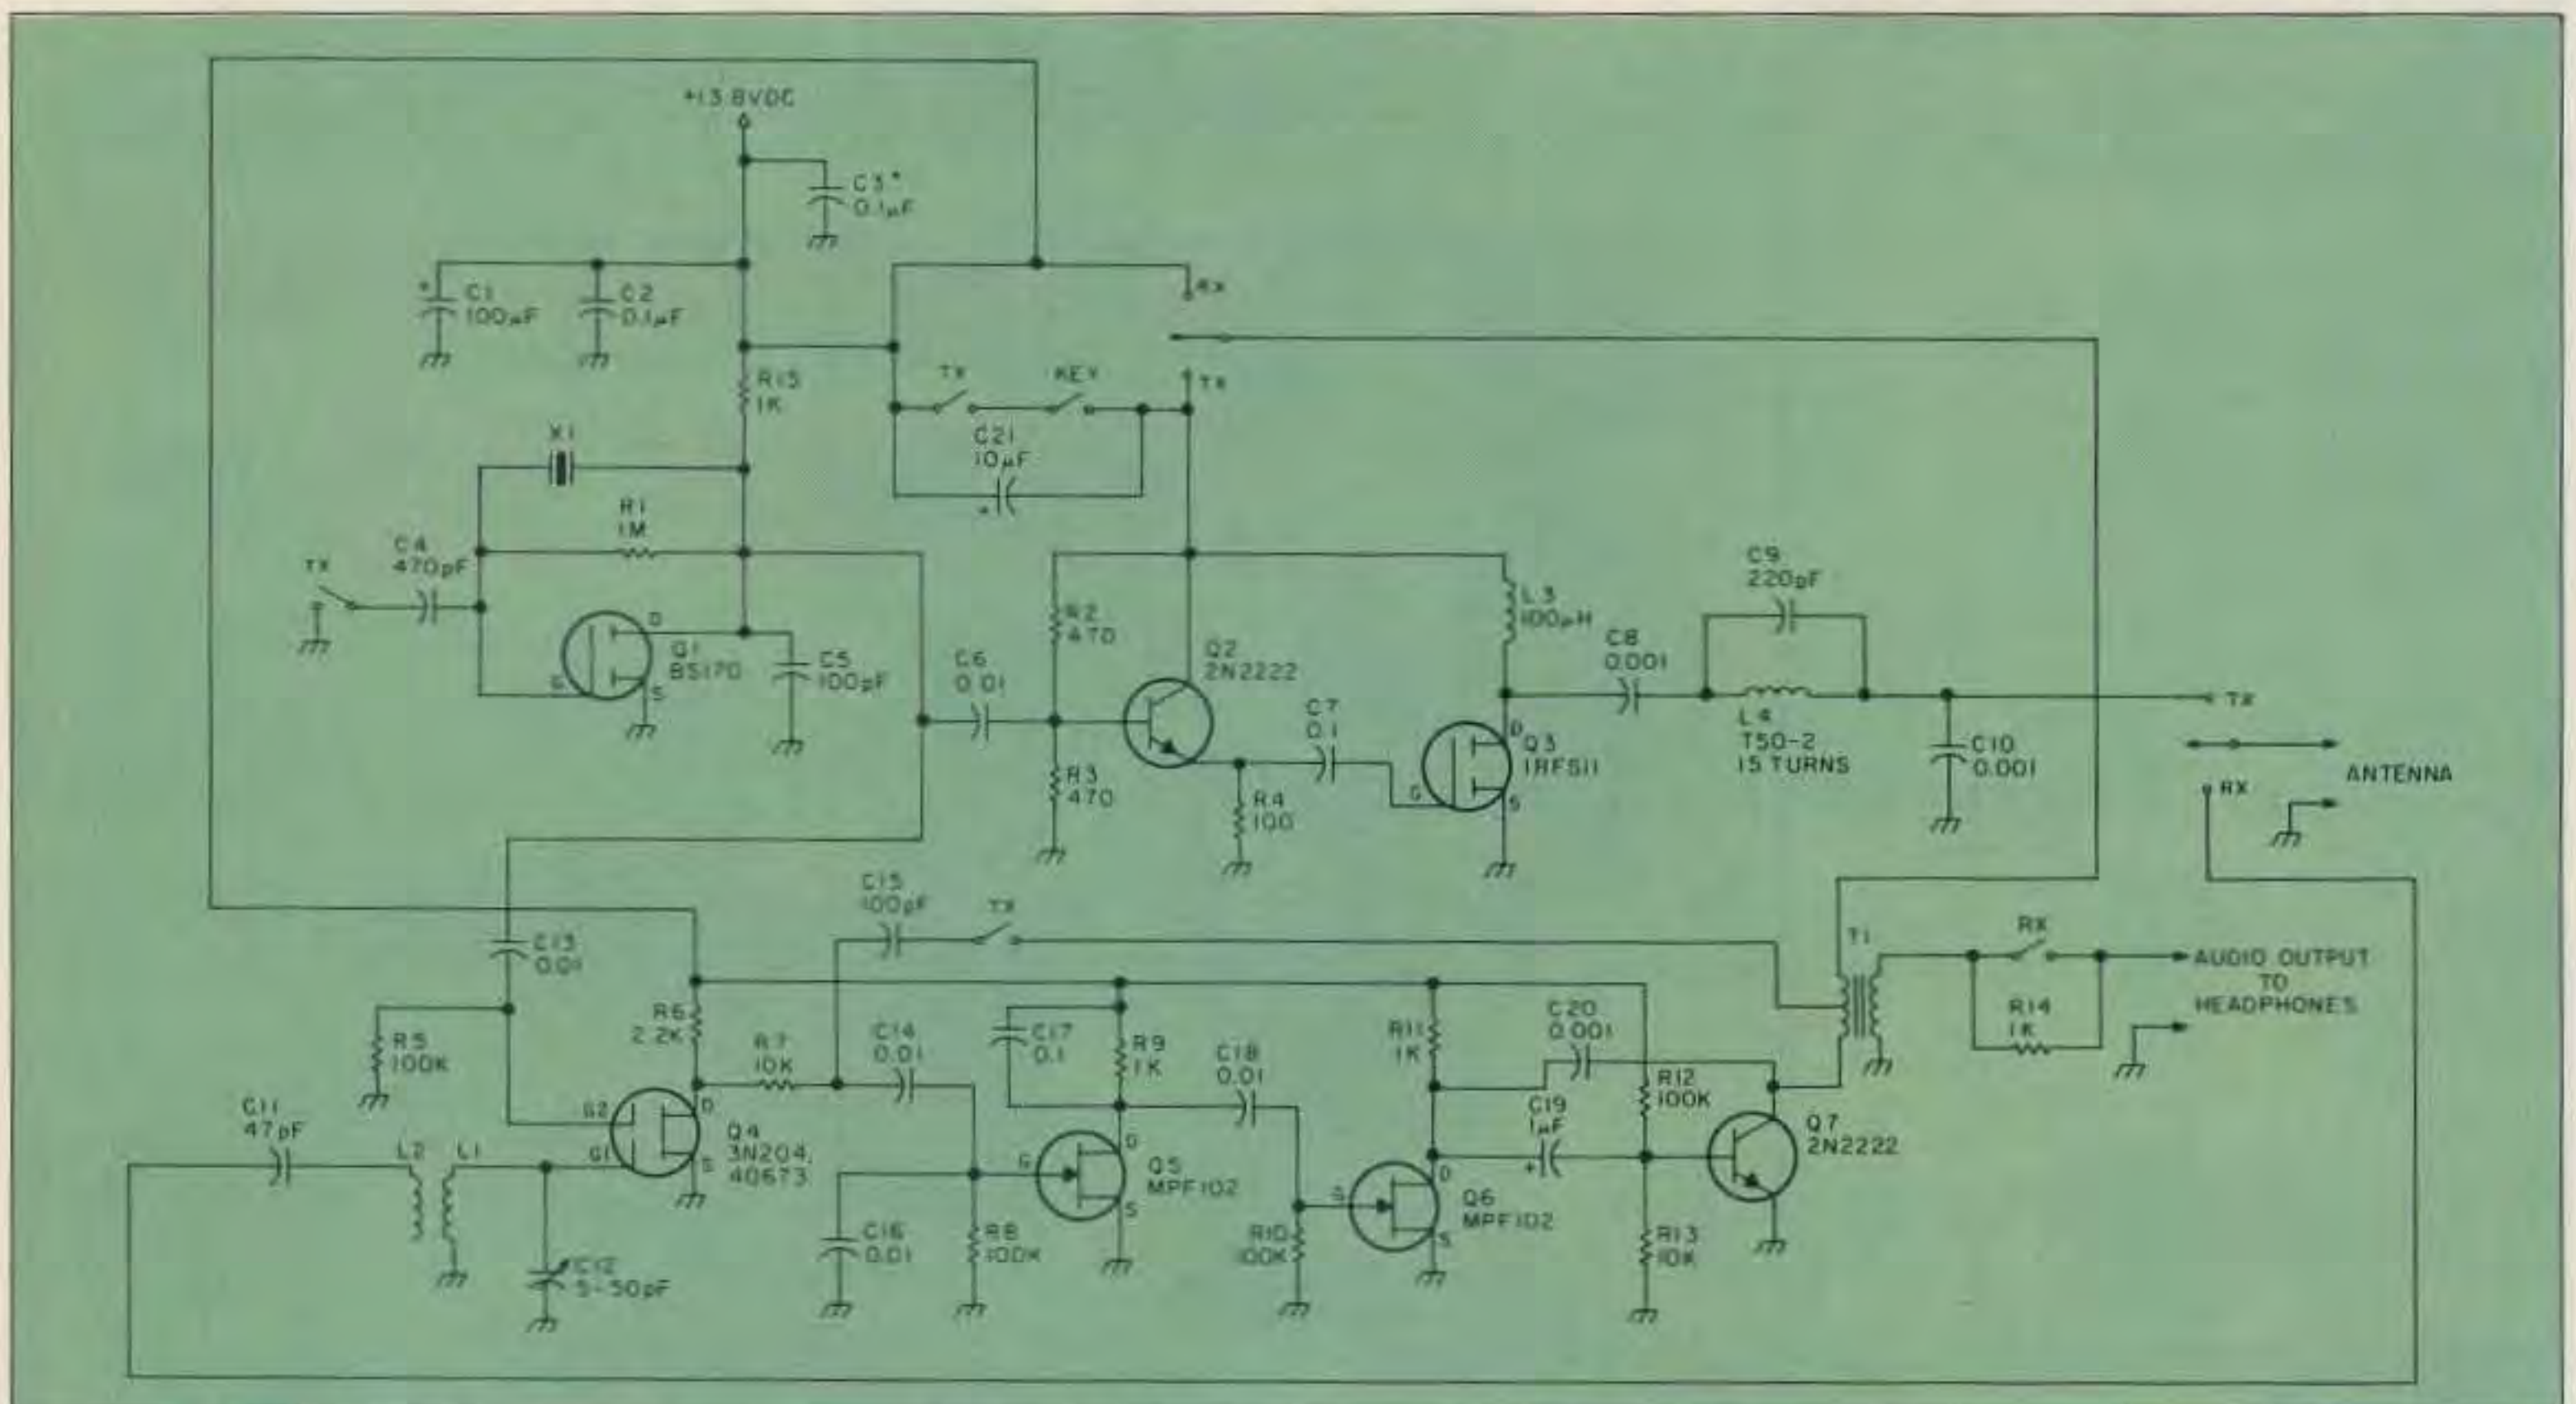 +13.8VDC
C3*
0.1µF
+
C1
100µF
C2
0.1µF
RX
R15
1K
TX
KEY
TX
X1
C21
10µF
+
R1
1M
C4
470pF
TX
D
Q1
BS170
G
S
C5
100pF
C6
0.01
R2
470
Q2
2N2222
L3
100µH
C9
220pF
C8
0.001
C7
0.1
D
Q3
IRF511
G
S
L4
T50-2
15 TURNS
TX
C10
0.001
ANTENNA
RX
R3
470
R4
100
C15
100pF
TX
C13
0.01
T1
RX
AUDIO OUTPUT
TO
HEADPHONES
R14
1K
R5
100K
R6
2.2K
R7
10K
C14
0.01
C17
0.1
R9
1K
C18
0.01
R11
1K
C20
0.001
R12
100K
C19
1µF
+
Q7
2N2222
C11
47pF
L2
L1
G2
G1
D
S
Q4
3N204,
40673
G
D
S
Q5
MPF102
G
D
S
Q6
MPF102
C12
5-50pF
C16
0.01
R8
100K
R10
100K
R13
10K